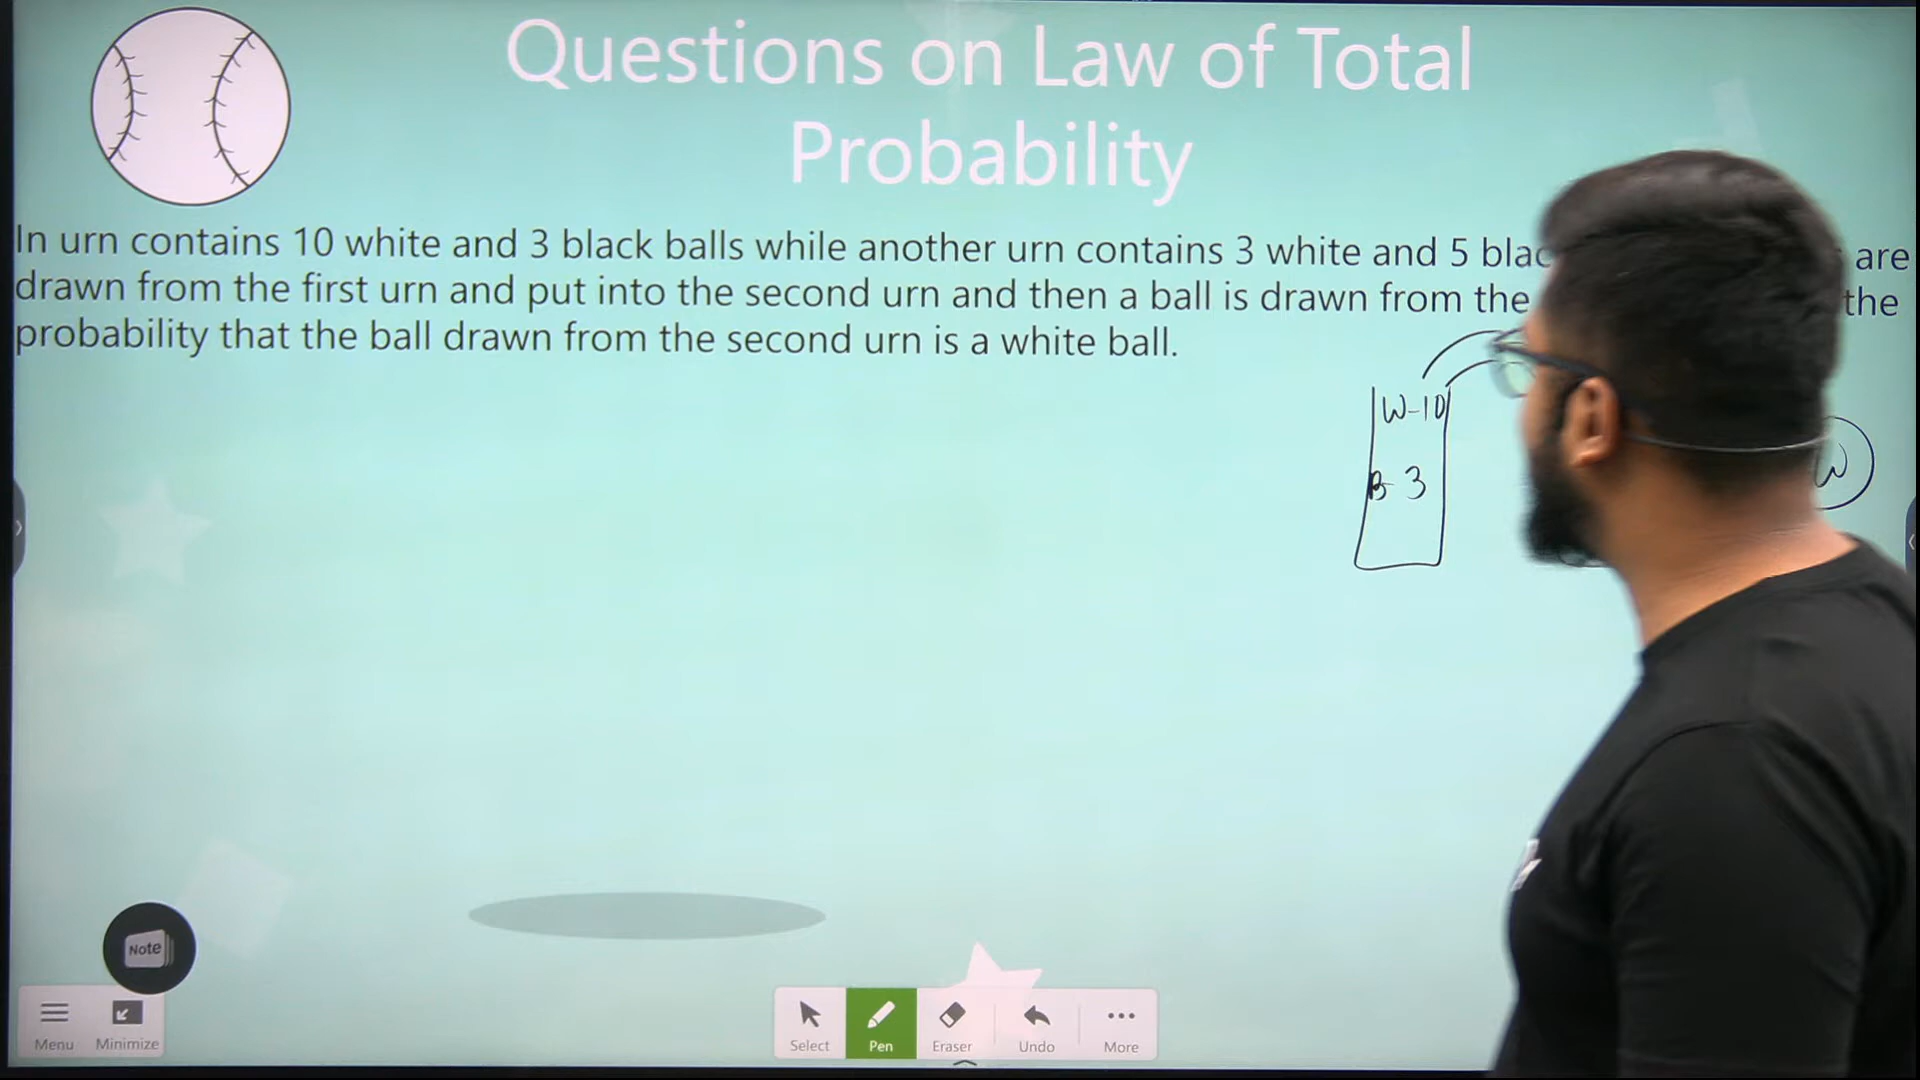 Questions on Law of Total
Probability
In urn contains 10 white and 3 black balls while another urn contains 3 white and 5 are
drawn from the first urn and put into the second urn and then a ball is drawn from the the
probability that the ball drawn from the second urn is a white ball.
W-10
B-3
W
Note
Menu
Minimize
Select
Pen
Eraser
Undo
More